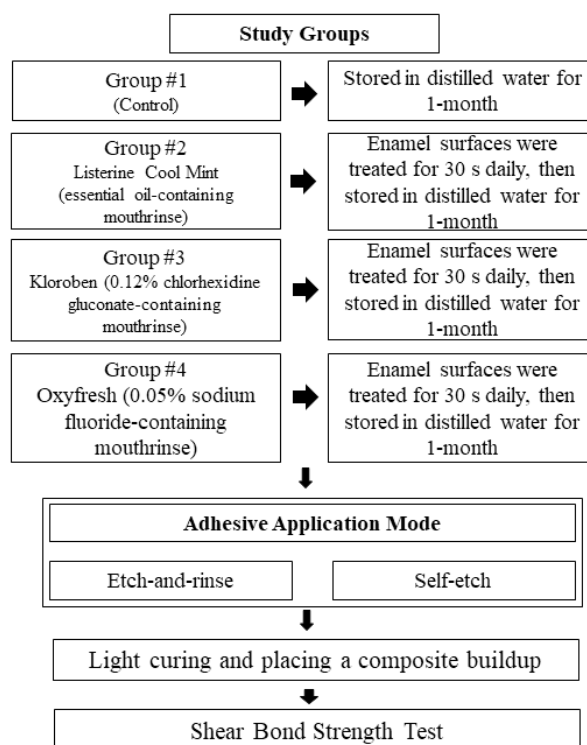 Study Groups
Group #1
(Control)
Stored in distilled water for
1-month
Group #2
Listerine Cool Mint
(essential oil-containing
mouthrinse)
Enamel surfaces were
treated for 30 s daily, then
stored in distilled water for
1-month
Group #3
Kloroben (0.12% chlorhexidine
gluconate-containing
mouthrinse)
Enamel surfaces were
treated for 30 s daily, then
stored in distilled water for
1-month
Group #4
Oxyfresh (0.05% sodium
fluoride-containing
mouthrinse)
Enamel surfaces were
treated for 30 s daily, then
stored in distilled water for
1-month
Adhesive Application Mode
Etch-and-rinse
Self-etch
Light curing and placing a composite buildup
Shear Bond Strength Test